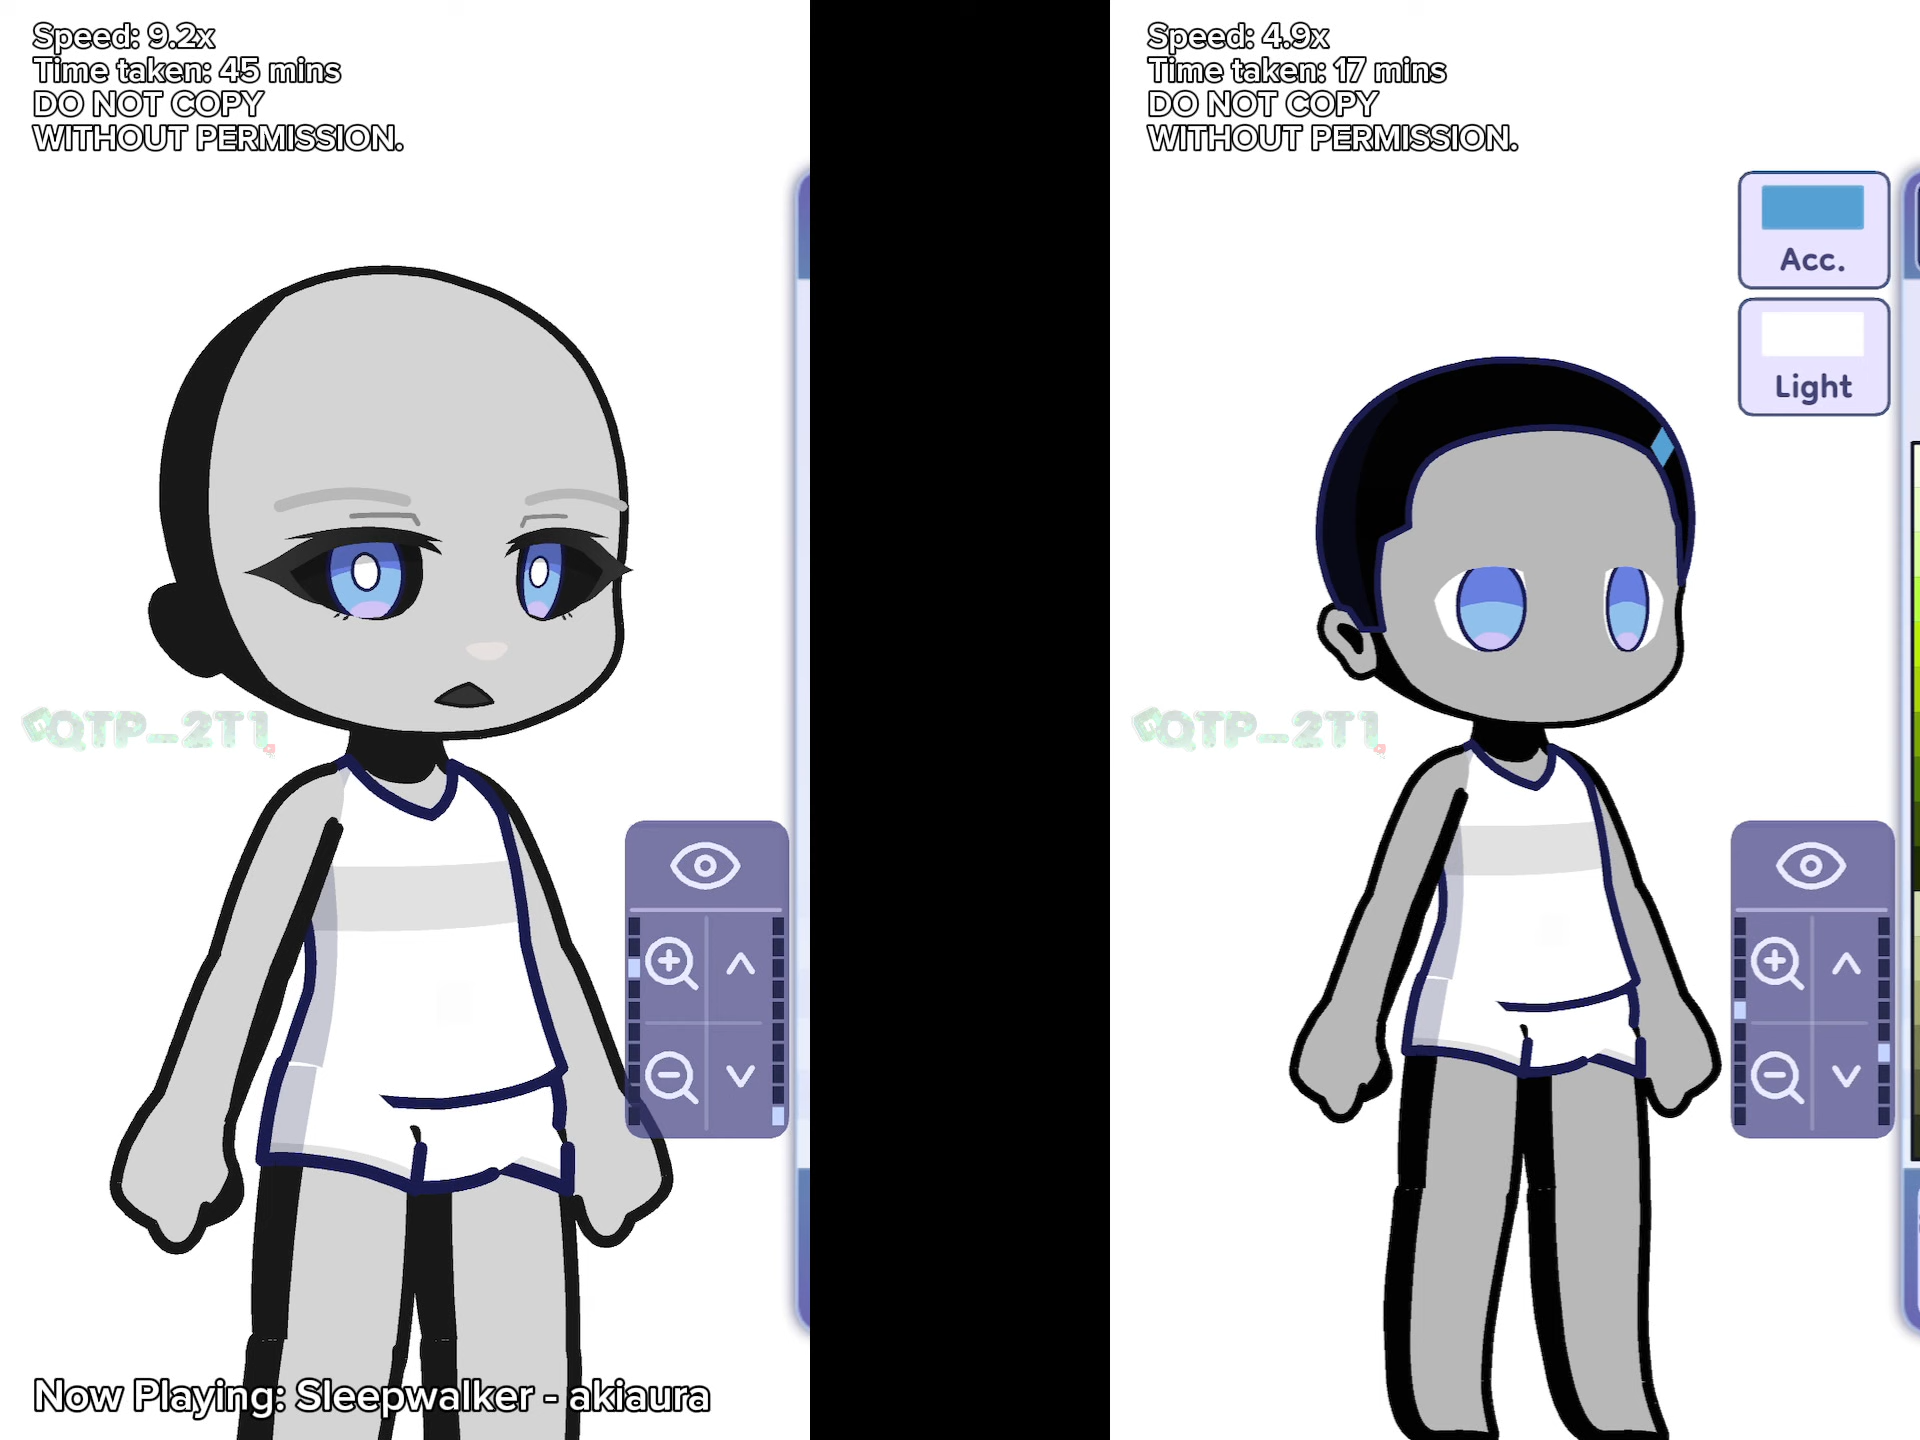 Speed: 9.2x
Time taken: 45 mins
DO NOT COPY
WITHOUT PERMISSION.
QTP_2T1
Now Playing: Sleepwalker - akiaura
Speed: 4.9x
Time taken: 17 mins
DO NOT COPY
WITHOUT PERMISSION.
Acc.
Light
QTP_2T1